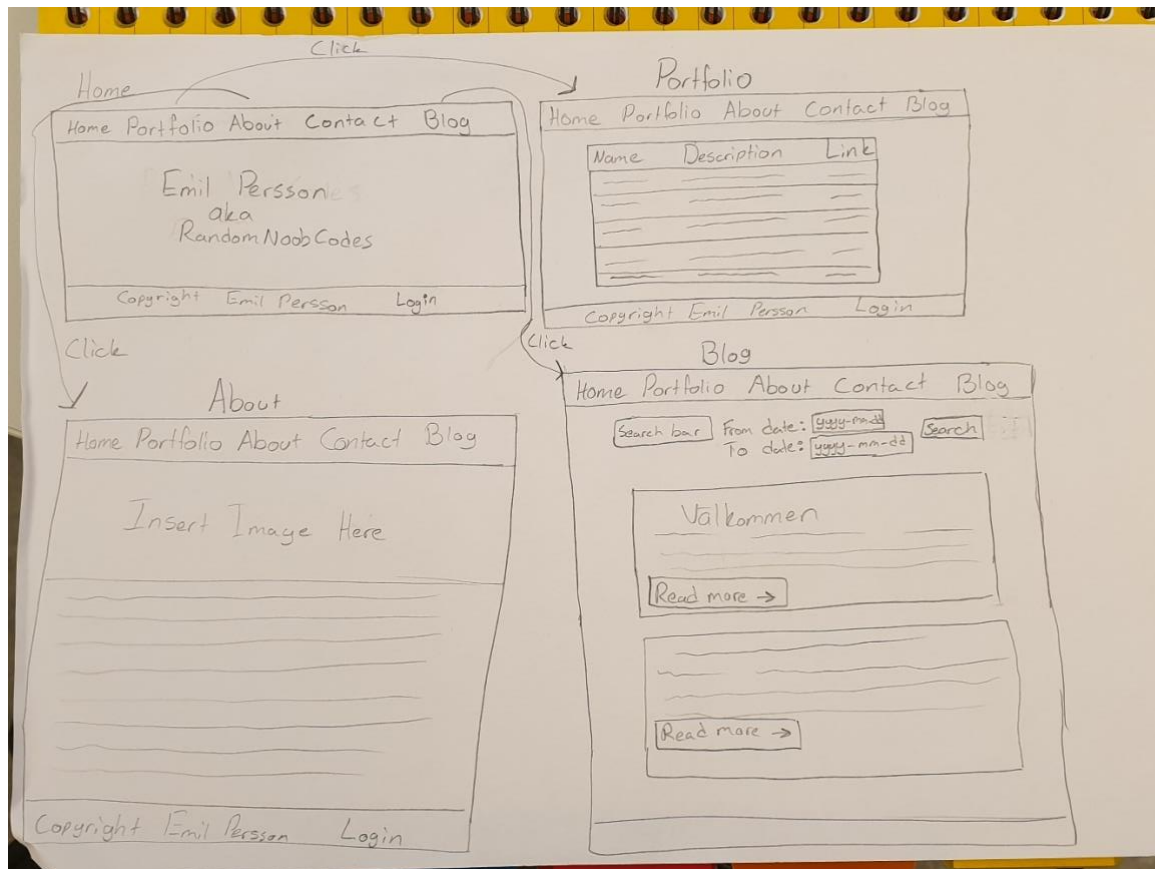 Click
Home
Home Portfolio About Contact Blog
Emil Persson
aka
RandomNoobCodes
Copyright Emil Persson Login
Portfolio
Home Portfolio About Contact Blog
Name Description Link
Copyright Emil Persson Login
Click
Click
About
Home Portfolio About Contact Blog
Insert Image Here
Copyright Emil Persson Login
Blog
Home Portfolio About Contact Blog
Search bar From date: yyyy-mm-dd Search
To date: yyyy-mm-dd
Välkommen
Read more →
Read more →